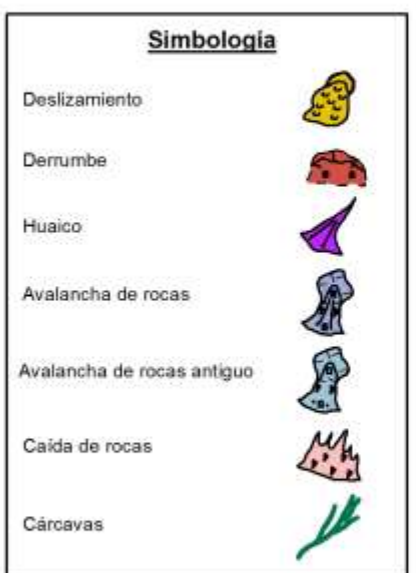 Simbología
Deslizamiento
Derrumbe
Huaico
Avalancha de rocas
Avalancha de rocas antiguo
Caída de rocas
Cárcavas